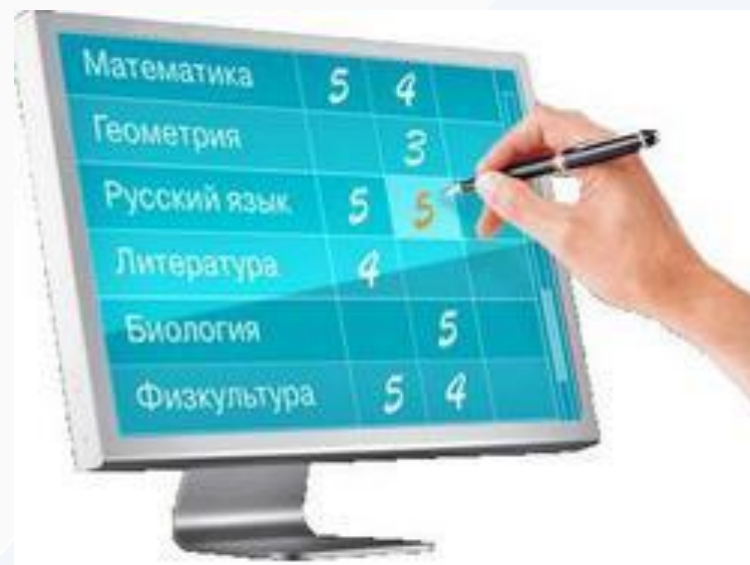 Математика 5 4
Геометрия 3
Русский язык 5 5
Литература 4
Биология 5
Физкультура 5 4